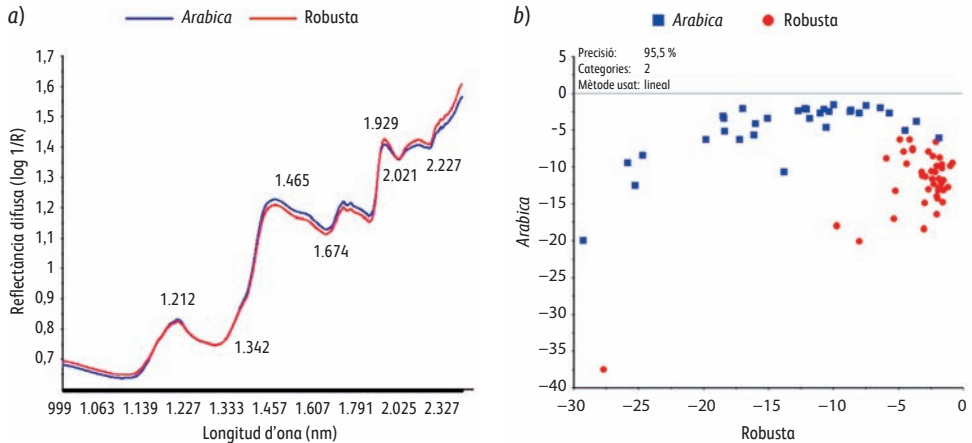 a)
Arabica
Robusta
Reflectància difusa (log 1/R)
1,7
1,6
1,5
1,4
1,3
1,2
1,1
1
0,9
0,8
0,7
1.212
1.342
1.465
1.674
1.929
2.021
2.227
999 1.063 1.139 1.227 1.333 1.457 1.607 1.791 2.025 2.327
Longitud d'ona (nm)
b)
Arabica
Robusta
Precisió: 95,5 %
Categories: 2
Mètode usat: lineal
Arabica
5
0
−5
−10
−15
−20
−25
−30
−35
−40
−30 −25 −20 −15 −10 −5 0
Robusta